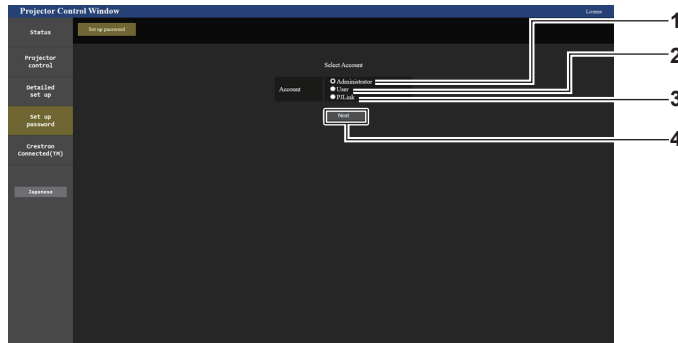 Projector Control Window
License
Status
Set up password
Projector
control
Detailed
set up
Set up
password
Crestron
Connected(TM)
Japanese
Select Account
Account
Administrator
User
PJLink
Next
1
2
3
4